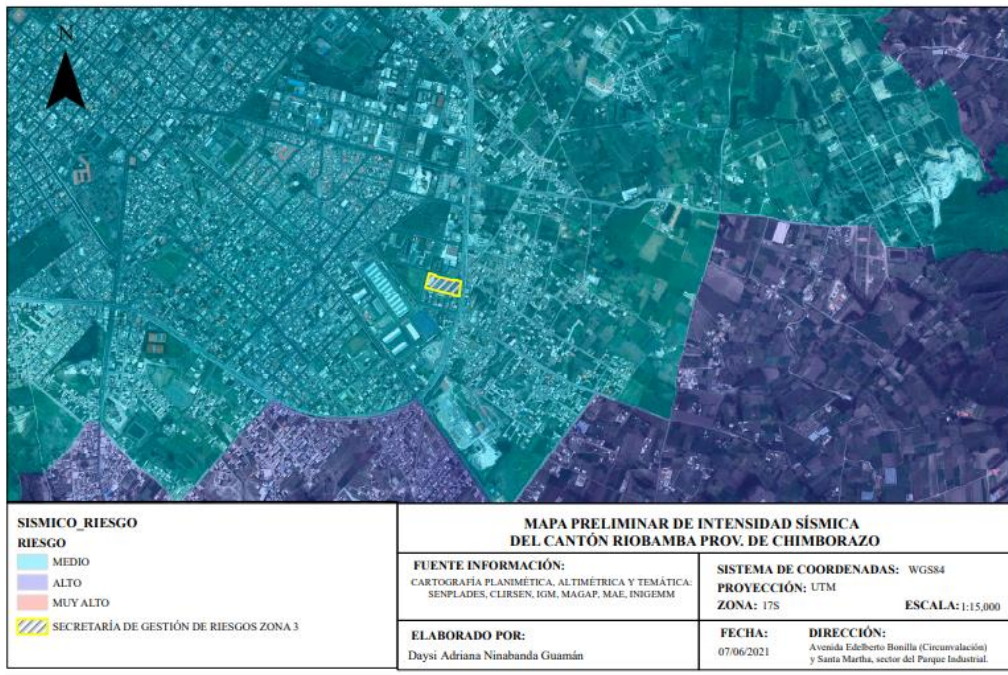 N
SISMICO_RIESGO
RIESGO
MEDIO
ALTO
MUY ALTO
SECRETARÍA DE GESTIÓN DE RIESGOS ZONA 3
MAPA PRELIMINAR DE INTENSIDAD SÍSMICA
DEL CANTÓN RIOBAMBA PROV. DE CHIMBORAZO
FUENTE INFORMACIÓN:
CARTOGRAFÍA PLANIMÉTICA, ALTIMÉTRICA Y TEMÁTICA:
SENPLADES, CLIRSEN, IGM, MAGAP, MAE, INIGEMM
SISTEMA DE COORDENADAS: WGS84
PROYECCIÓN: UTM
ZONA: 17S ESCALA: 1:15,000
ELABORADO POR:
Daysi Adriana Ninabanda Guamán
FECHA:
07/06/2021
DIRECCIÓN:
Avenida Edelberto Bonilla (Circunvalación)
y Santa Martha, sector del Parque Industrial.